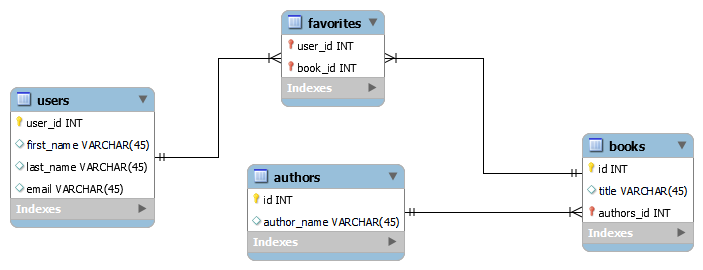 favorites
user_id INT
book_id INT
Indexes
users
user_id INT
first_name VARCHAR(45)
last_name VARCHAR(45)
email VARCHAR(45)
Indexes
authors
id INT
author_name VARCHAR(45)
Indexes
books
id INT
title VARCHAR(45)
authors_id INT
Indexes